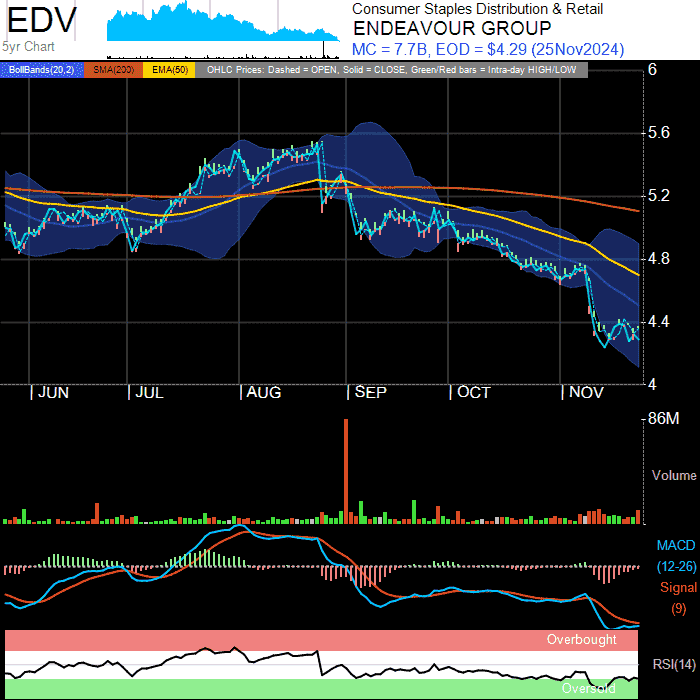 EDV
5yr Chart
Consumer Staples Distribution & Retail
ENDEAVOUR GROUP
MC = 7.7B, EOD = $4.29 (25Nov2024)
BollBands(20,2) SMA(200) EMA(50) OHLC Prices: Dashed = OPEN, Solid = CLOSE, Green/Red bars = Intra-day HIGH/LOW
6
5.6
5.2
4.8
4.4
4
| JUN | JUL | AUG | SEP | OCT | NOV
86M
Volume
MACD
(12-26)
Signal
(9)
Overbought
RSI(14)
Oversold